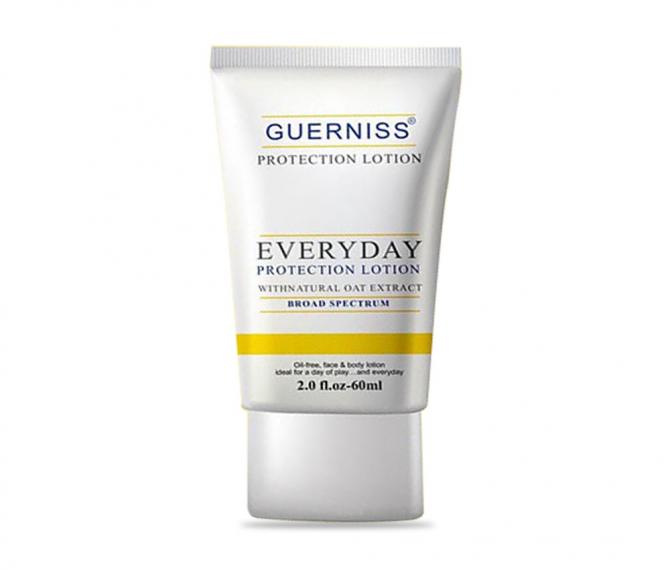 GUERNISS®
PROTECTION LOTION
EVERYDAY
PROTECTION LOTION
WITHNATURAL OAT EXTRACT
BROAD SPECTRUM
Oil-free, face & body lotion
ideal for a day of play...and everyday
2.0 fl.oz-60ml